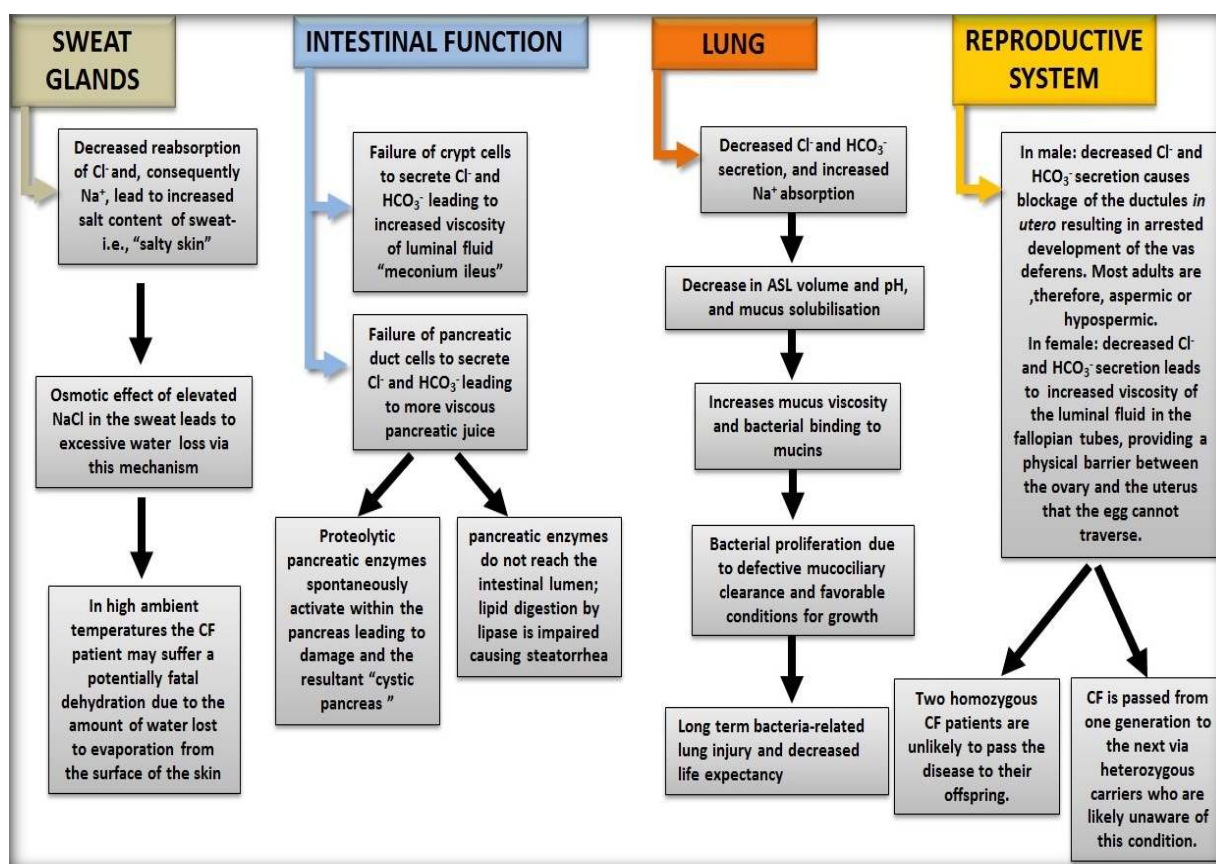 SWEAT
GLANDS
Decreased reabsorption
of Cl⁻ and, consequently
Na⁺, lead to increased
salt content of sweat-
i.e., “salty skin”
Osmotic effect of elevated
NaCl in the sweat leads to
excessive water loss via
this mechanism
In high ambient
temperatures the CF
patient may suffer a
potentially fatal
dehydration due to the
amount of water lost
to evaporation from
the surface of the skin
INTESTINAL FUNCTION
Failure of crypt cells
to secrete Cl⁻ and
HCO₃⁻ leading to
increased viscosity
of luminal fluid
“meconium ileus”
Failure of pancreatic
duct cells to secrete
Cl⁻ and HCO₃⁻ leading
to more viscous
pancreatic juice
Proteolytic
pancreatic enzymes
spontaneously
activate within the
pancreas leading to
damage and the
resultant “cystic
pancreas ”
pancreatic enzymes
do not reach the
intestinal lumen;
lipid digestion by
lipase is impaired
causing steatorrhea
LUNG
Decreased Cl⁻ and HCO₃⁻
secretion, and increased
Na⁺ absorption
Decrease in ASL volume and pH,
and mucus solubilisation
Increases mucus viscosity
and bacterial binding to
mucins
Bacterial proliferation due to
defective mucociliary
clearance and favorable
conditions for growth
Long term bacteria-related
lung injury and decreased
life expectancy
REPRODUCTIVE
SYSTEM
In male: decreased Cl⁻ and
HCO₃⁻ secretion causes
blockage of the ductules in
utero resulting in arrested
development of the vas
deferens. Most adults are
,therefore, aspermic or
hypospermic.
In female: decreased Cl⁻
and HCO₃⁻ secretion leads
to increased viscosity of
the luminal fluid in the
fallopian tubes, providing a
physical barrier between
the ovary and the uterus
that the egg cannot
traverse.
Two homozygous
CF patients are
unlikely to pass the
disease to their
offspring.
CF is passed from
one generation to
the next via
heterozygous
carriers who are
likely unaware of
this condition.